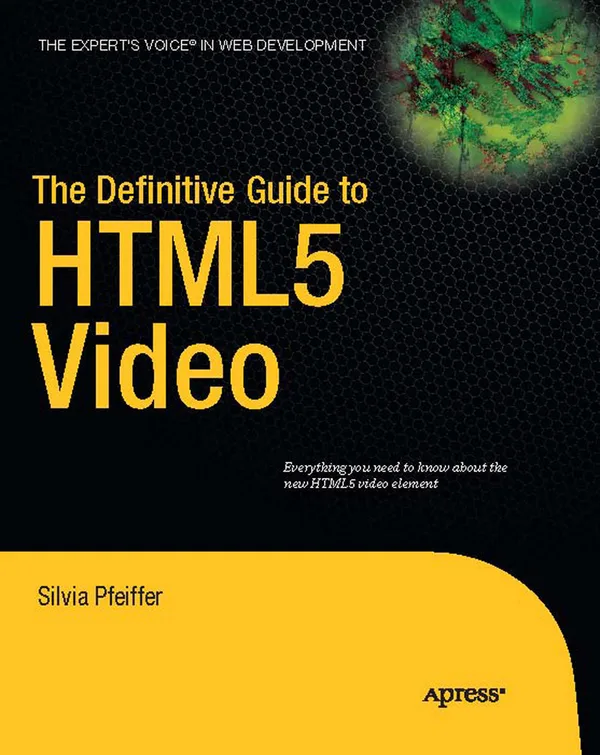 THE EXPERT'S VOICE® IN WEB DEVELOPMENT
The Definitive Guide to
HTML5
Video
Everything you need to know about the
new HTML5 video element
Silvia Pfeiffer
Apress®